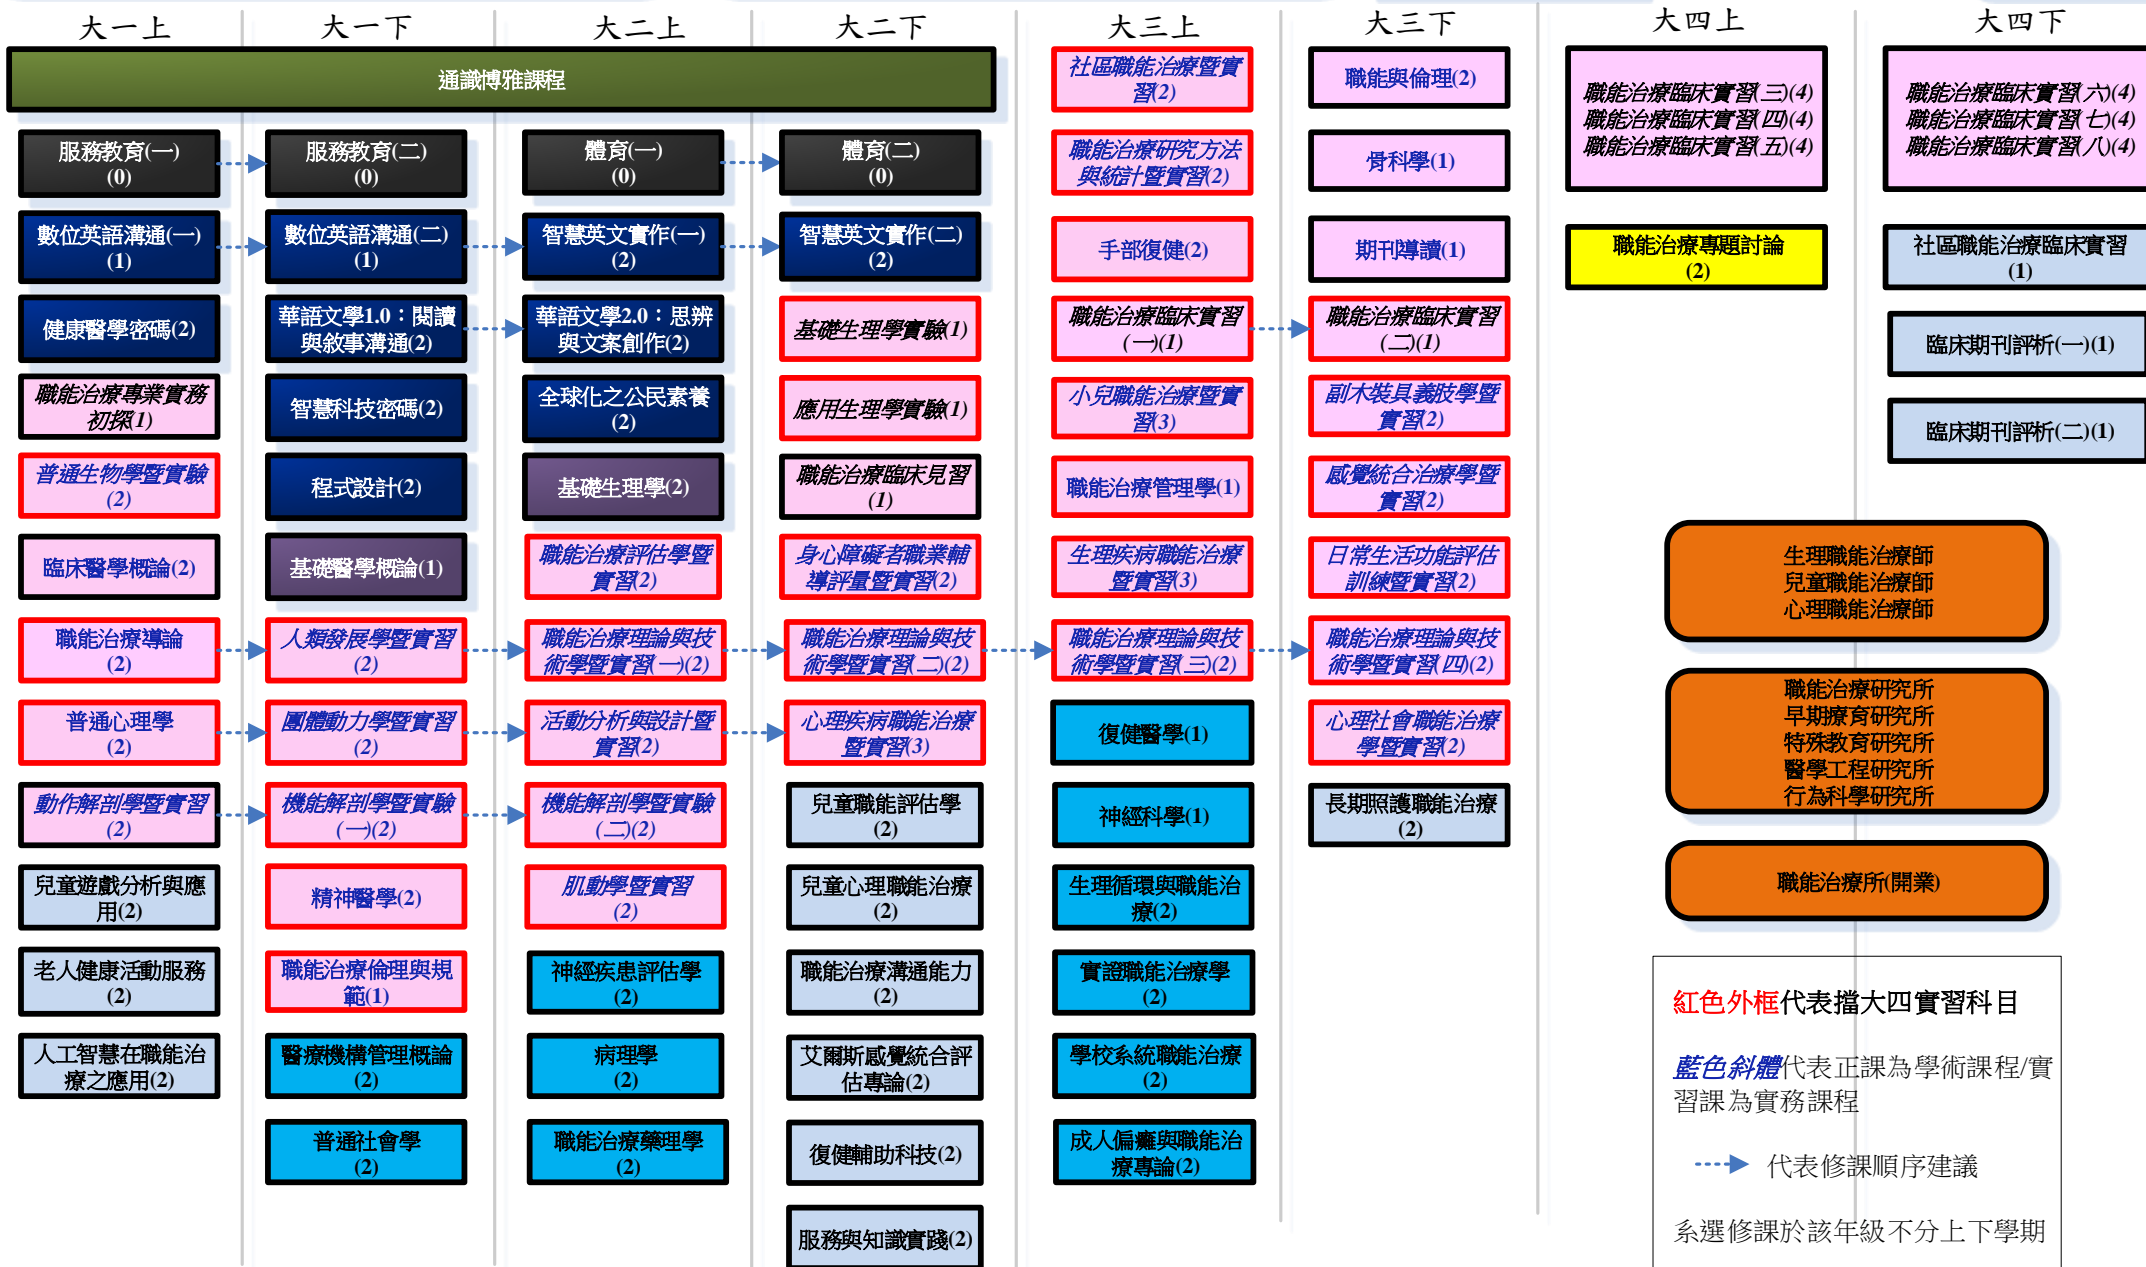 大一上
大一下
大二上
大二下
大三上
大三下
大四上
大四下
通識博雅課程
服務教育(一)
(0)
數位英語溝通(一)
(1)
健康醫學密碼(2)
職能治療專業實務
初探(1)
普通生物學暨實驗
(2)
臨床醫學概論(2)
職能治療導論
(2)
普通心理學
(2)
動作解剖學暨實習
(2)
兒童遊戲分析與應
用(2)
老人健康活動服務
(2)
人工智慧在職能治
療之應用(2)
服務教育(二)
(0)
數位英語溝通(二)
(1)
華語文學1.0：閱讀
與敘事溝通(2)
智慧科技密碼(2)
程式設計(2)
基礎醫學概論(1)
人類發展學暨實習
(2)
團體動力學暨實習
(2)
機能解剖學暨實驗
(一)(2)
精神醫學(2)
職能治療倫理與規
範(1)
醫療機構管理概論
(2)
普通社會學
(2)
體育(一)
(0)
智慧英文實作(一)
(2)
華語文學2.0：思辨
與文案創作(2)
全球化之公民素養
(2)
基礎生理學(2)
職能治療評估學暨
實習(2)
職能治療理論與技
術學暨實習(一)(2)
活動分析與設計暨
實習(2)
機能解剖學暨實驗
(二)(2)
肌動學暨實習
(2)
神經疾患評估學
(2)
病理學
(2)
職能治療藥理學
(2)
體育(二)
(0)
智慧英文實作(二)
(2)
基礎生理學實驗(1)
應用生理學實驗(1)
職能治療臨床見習
(1)
身心障礙者職業輔
導評量暨實習(2)
職能治療理論與技
術學暨實習(二)(2)
心理疾病職能治療
暨實習(3)
兒童職能評估學
(2)
兒童心理職能治療
(2)
職能治療溝通能力
(2)
艾爾斯感覺統合評
估專論(2)
復健輔助科技(2)
服務與知識實踐(2)
社區職能治療暨實
習(2)
職能治療研究方法
與統計暨實習(2)
手部復健(2)
職能治療臨床實習
(一)(1)
小兒職能治療暨實
習(3)
職能治療管理學(1)
生理疾病職能治療
暨實習(3)
職能治療理論與技
術學暨實習(三)(2)
復健醫學(1)
神經科學(1)
生理循環與職能治
療(2)
實證職能治療學
(2)
學校系統職能治療
(2)
成人偏癱與職能治
療專論(2)
職能與倫理(2)
骨科學(1)
期刊導讀(1)
職能治療臨床實習
(二)(1)
副木裝具義肢學暨
實習(2)
感覺統合治療學暨
實習(2)
日常生活功能評估
訓練暨實習(2)
職能治療理論與技
術學暨實習(四)(2)
心理社會職能治療
學暨實習(2)
長期照護職能治療
(2)
職能治療臨床實習(三)(4)
職能治療臨床實習(四)(4)
職能治療臨床實習(五)(4)
職能治療專題討論
(2)
職能治療臨床實習(六)(4)
職能治療臨床實習(七)(4)
職能治療臨床實習(八)(4)
社區職能治療臨床實習
(1)
臨床期刊評析(一)(1)
臨床期刊評析(二)(1)
生理職能治療師
兒童職能治療師
心理職能治療師
職能治療研究所
早期療育研究所
特殊教育研究所
醫學工程研究所
行為科學研究所
職能治療所(開業)
紅色外框代表擋大四實習科目
藍色斜體代表正課為學術課程/實
習課為實務課程
代表修課順序建議
系選修課於該年級不分上下學期